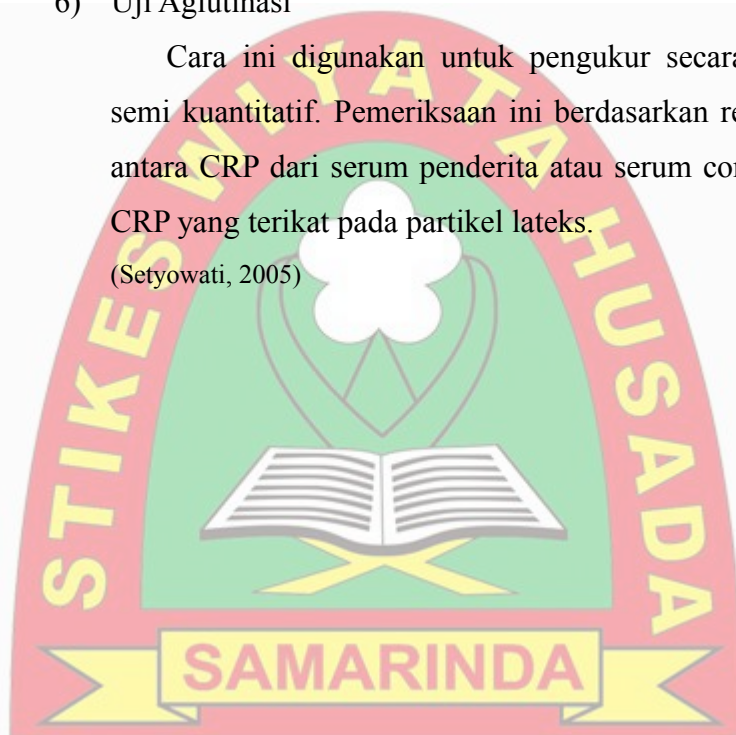 6) Uji Aglutinasi
Cara ini digunakan untuk pengukur secara
semi kuantitatif. Pemeriksaan ini berdasarkan
antara CRP dari serum penderita atau serum
CRP yang terikat pada partikel lateks.
(Setyowati, 2005)
STIKES WIYATA HUSADA
SAMARINDA